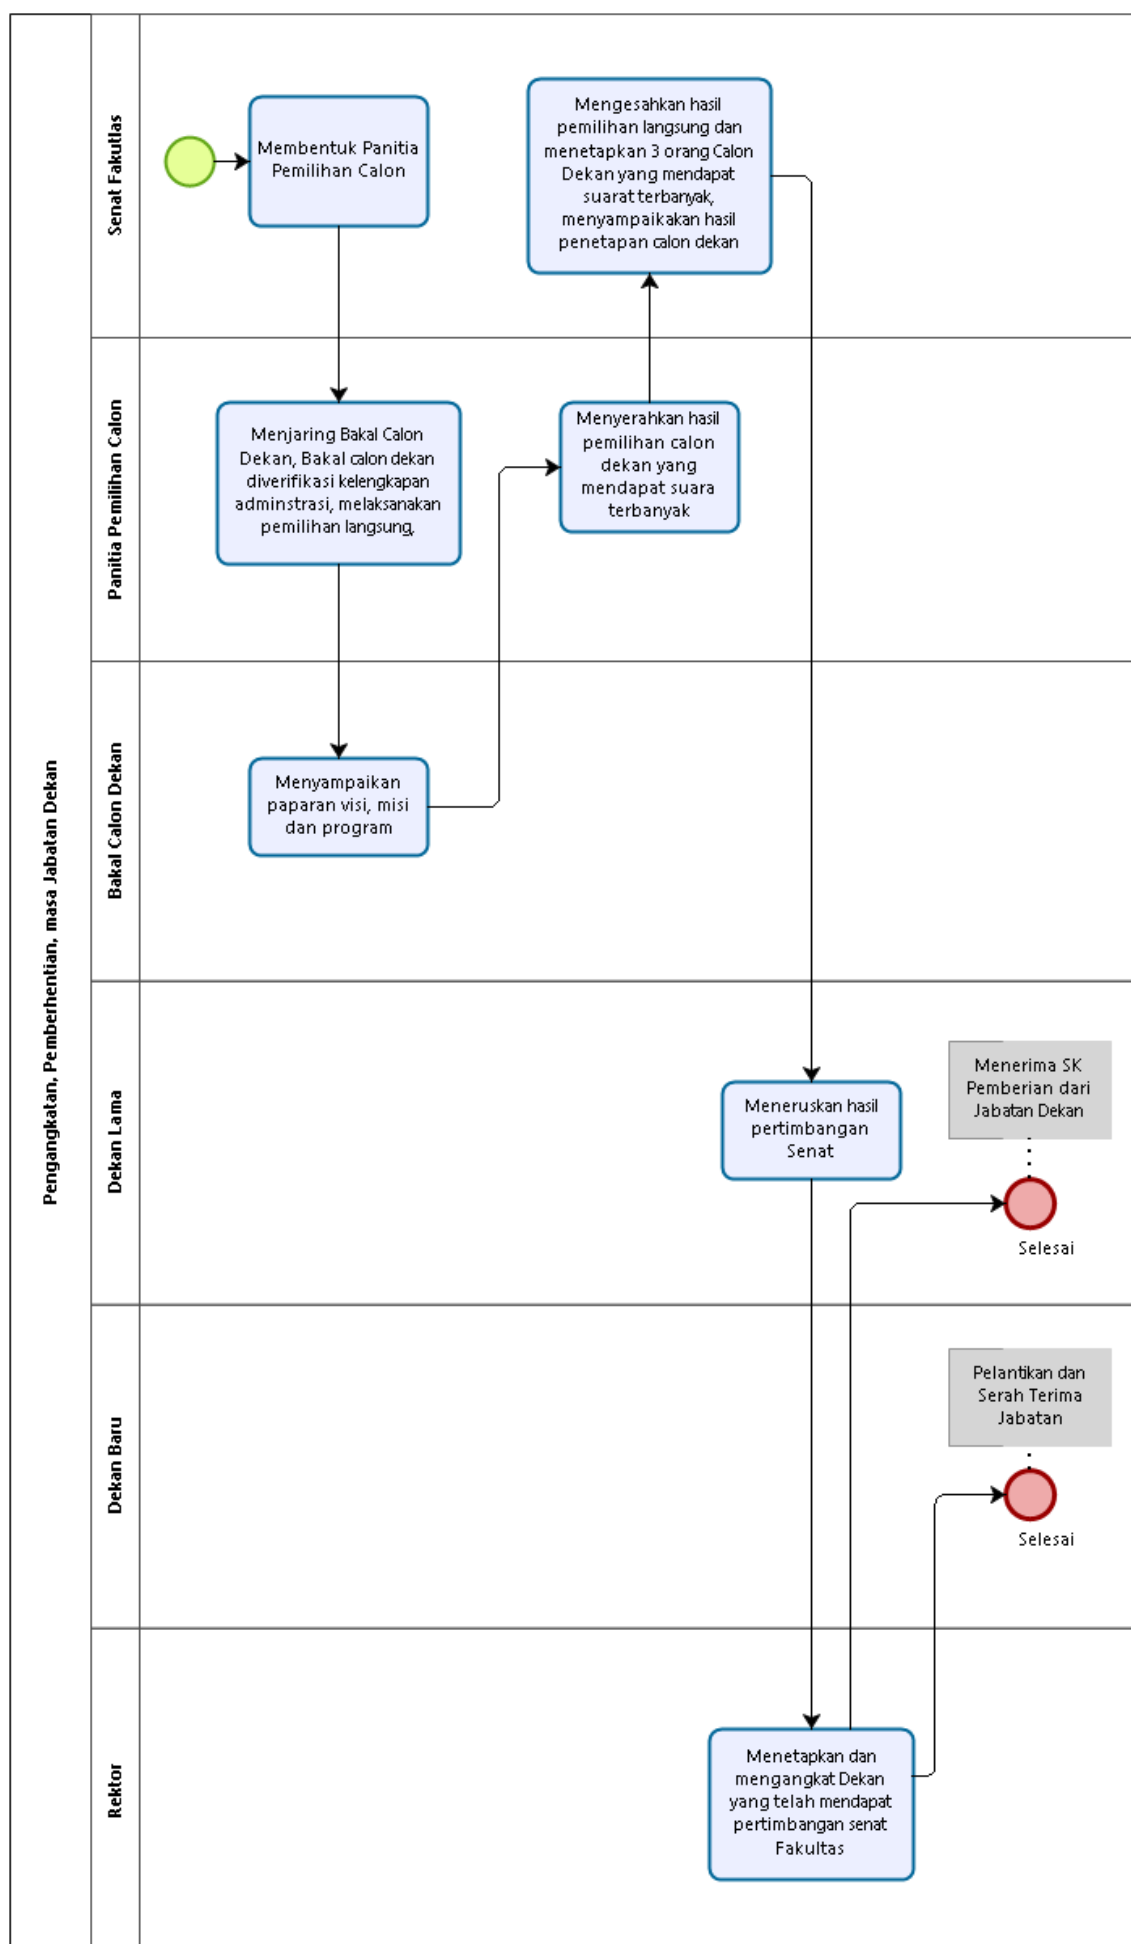 Pengangkatan, Pemberhentian, masa Jabatan Dekan
Senat Fakutlas
Membentuk Panitia
Pemilihan Calon
Mengesahkan hasil
pemilihan langsung dan
menetapkan 3 orang Calon
Dekan yang mendapat
suarat terbanyak,
menyampaikakan hasil
penetapan calon dekan
Panitia Pemilihan Calon
Menjaring Bakal Calon
Dekan, Bakal calon dekan
diverifikasi kelengkapan
adminstrasi, melaksanakan
pemilihan langsung,
Menyerahkan hasil
pemilihan calon
dekan yang
mendapat suara
terbanyak
Bakal Calon Dekan
Menyampaikan
paparan visi, misi
dan program
Dekan Lama
Meneruskan hasil
pertimbangan
Senat
Menerima SK
Pemberian dari
Jabatan Dekan
Selesai
Dekan Baru
Pelantikan dan
Serah Terima
Jabatan
Selesai
Rektor
Menetapkan dan
mengangkat Dekan
yang telah mendapat
pertimbangan senat
Fakultas